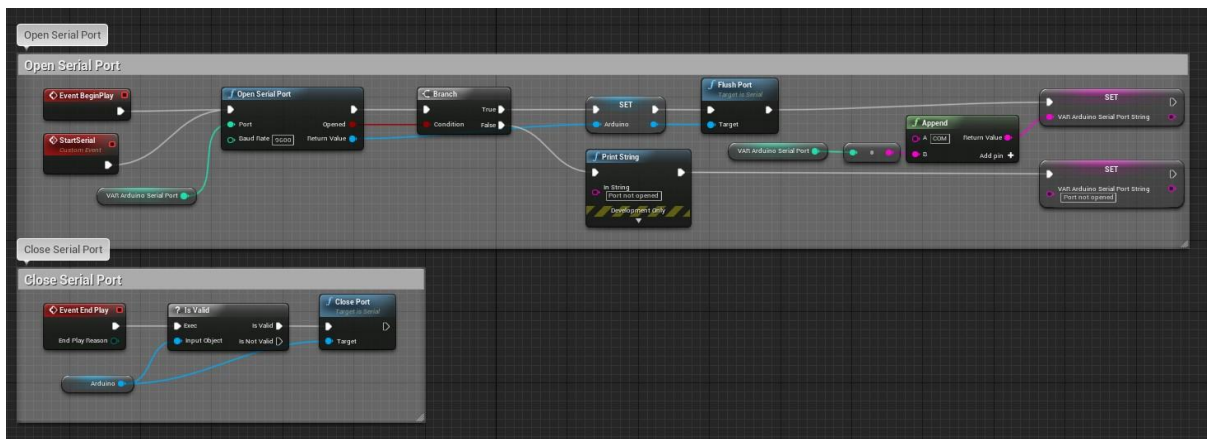 Open Serial Port
Open Serial Port
Event BeginPlay
StartSerial
Custom Event
VAR Arduino Serial Port
Open Serial Port
Port
Opened
Baud Rate 9600
Return Value
Branch
True
Condition
False
SET
Arduino
Flush Port
Target is Serial
Target
Print String
In String
Port not opened
Development Only
VAR Arduino Serial Port
Append
A COM
Return Value
B
Add pin +
SET
VAR Arduino Serial Port String
SET
VAR Arduino Serial Port String
Port not opened
Close Serial Port
Close Serial Port
Event End Play
End Play Reason
Arduino
? Is Valid
Exec
Is Valid
Input Object
Is Not Valid
Close Port
Target is Serial
Target